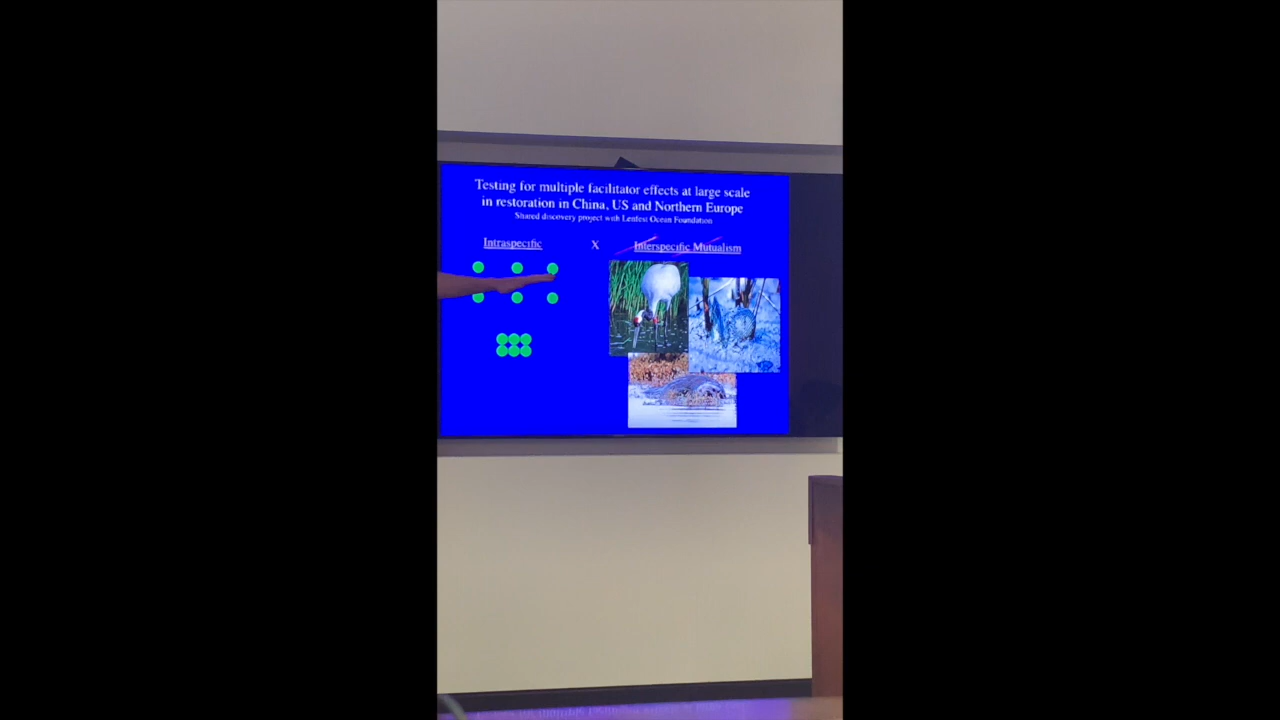 Testing for multiple facilitator effects at large scale
in restoration in China, US and Northern Europe
Shared discovery project with Lenfest Ocean Foundation
Intraspecific X Interspecific Mutualism